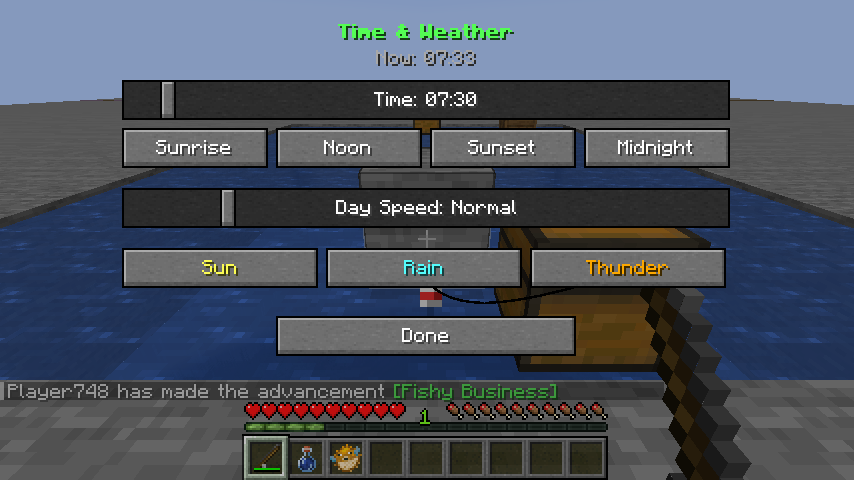 Time & Weather
Now: 07:33
Time: 07:30
Sunrise Noon Sunset Midnight
Day Speed: Normal
Sun Rain Thunder
Done
Player748 has made the advancement [Fishy Business]
1